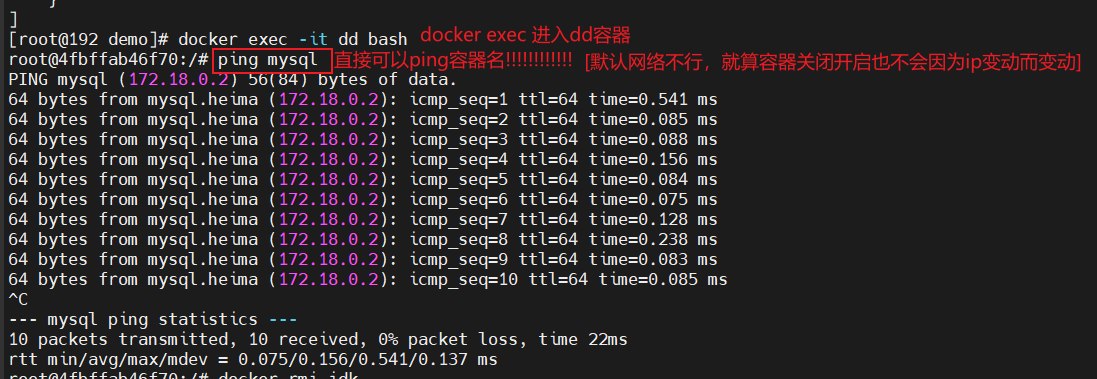 ]
[root@192 demo]# docker exec -it dd bash docker exec 进入dd容器
root@4fbffab46f70:/# ping mysql 直接可以ping容器名!!!!!!!!!!!! [默认网络不行，就算容器关闭开启也不会因为ip变动而变动]
PING mysql (172.18.0.2) 56(84) bytes of data.
64 bytes from mysql.heima (172.18.0.2): icmp_seq=1 ttl=64 time=0.541 ms
64 bytes from mysql.heima (172.18.0.2): icmp_seq=2 ttl=64 time=0.085 ms
64 bytes from mysql.heima (172.18.0.2): icmp_seq=3 ttl=64 time=0.088 ms
64 bytes from mysql.heima (172.18.0.2): icmp_seq=4 ttl=64 time=0.156 ms
64 bytes from mysql.heima (172.18.0.2): icmp_seq=5 ttl=64 time=0.084 ms
64 bytes from mysql.heima (172.18.0.2): icmp_seq=6 ttl=64 time=0.075 ms
64 bytes from mysql.heima (172.18.0.2): icmp_seq=7 ttl=64 time=0.128 ms
64 bytes from mysql.heima (172.18.0.2): icmp_seq=8 ttl=64 time=0.238 ms
64 bytes from mysql.heima (172.18.0.2): icmp_seq=9 ttl=64 time=0.083 ms
64 bytes from mysql.heima (172.18.0.2): icmp_seq=10 ttl=64 time=0.085 ms
^C
--- mysql ping statistics ---
10 packets transmitted, 10 received, 0% packet loss, time 22ms
rtt min/avg/max/mdev = 0.075/0.156/0.541/0.137 ms
root@4fbffab46f70:/# docker rmi jdk